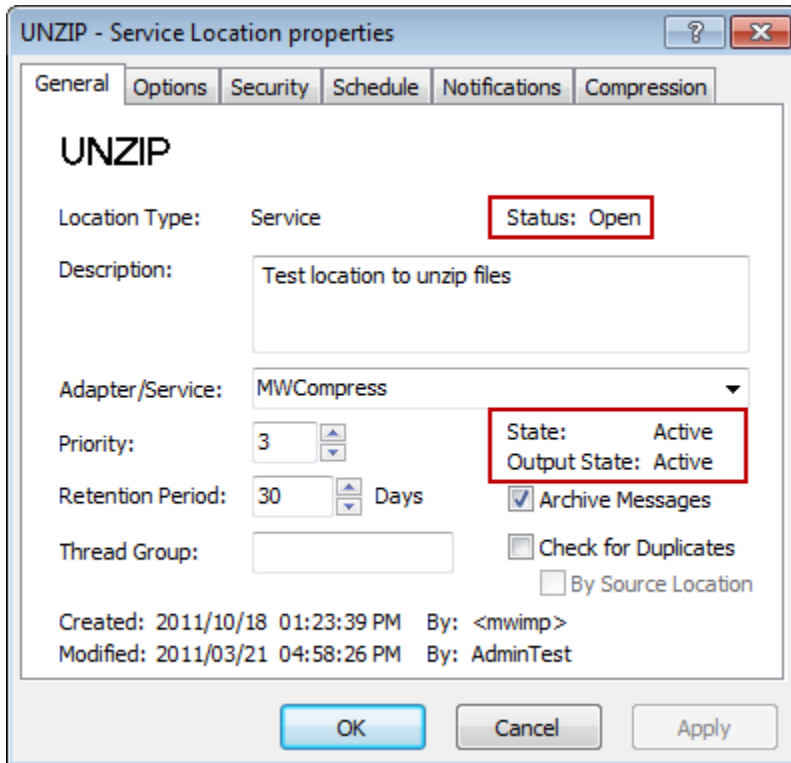 UNZIP - Service Location properties
General Options Security Schedule Notifications Compression
UNZIP
Location Type: Service Status: Open
Description: Test location to unzip files
Adapter/Service: MWCompress
Priority: 3 State: Active
Output State: Active
Retention Period: 30 Days Archive Messages
Thread Group: Check for Duplicates
By Source Location
Created: 2011/10/18 01:23:39 PM By: <mwimp>
Modified: 2011/03/21 04:58:26 PM By: AdminTest
OK Cancel Apply